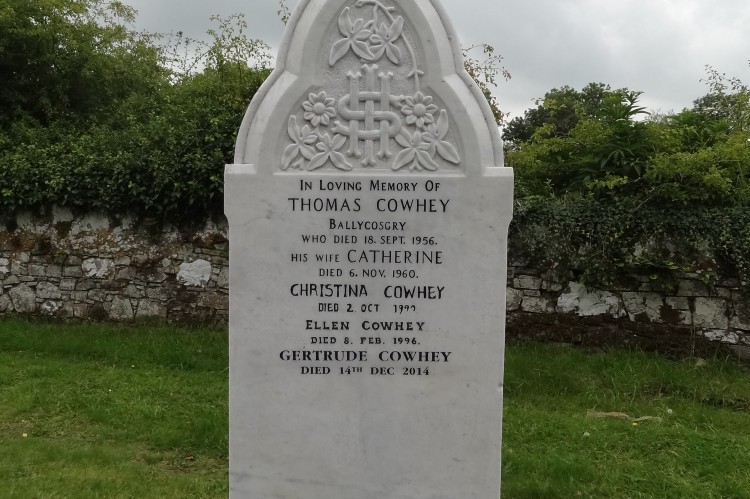 IHS
In Loving Memory Of
THOMAS COWHEY
BALLYCOSGRY
WHO DIED 18. SEPT. 1956.
HIS WIFE CATHERINE
DIED 6. NOV. 1960.
CHRISTINA COWHEY
DIED 2 OCT
ELLEN COWHEY
DIED 8. FEB. 1996.
GERTRUDE COWHEY
DIED 14TH DEC 2014